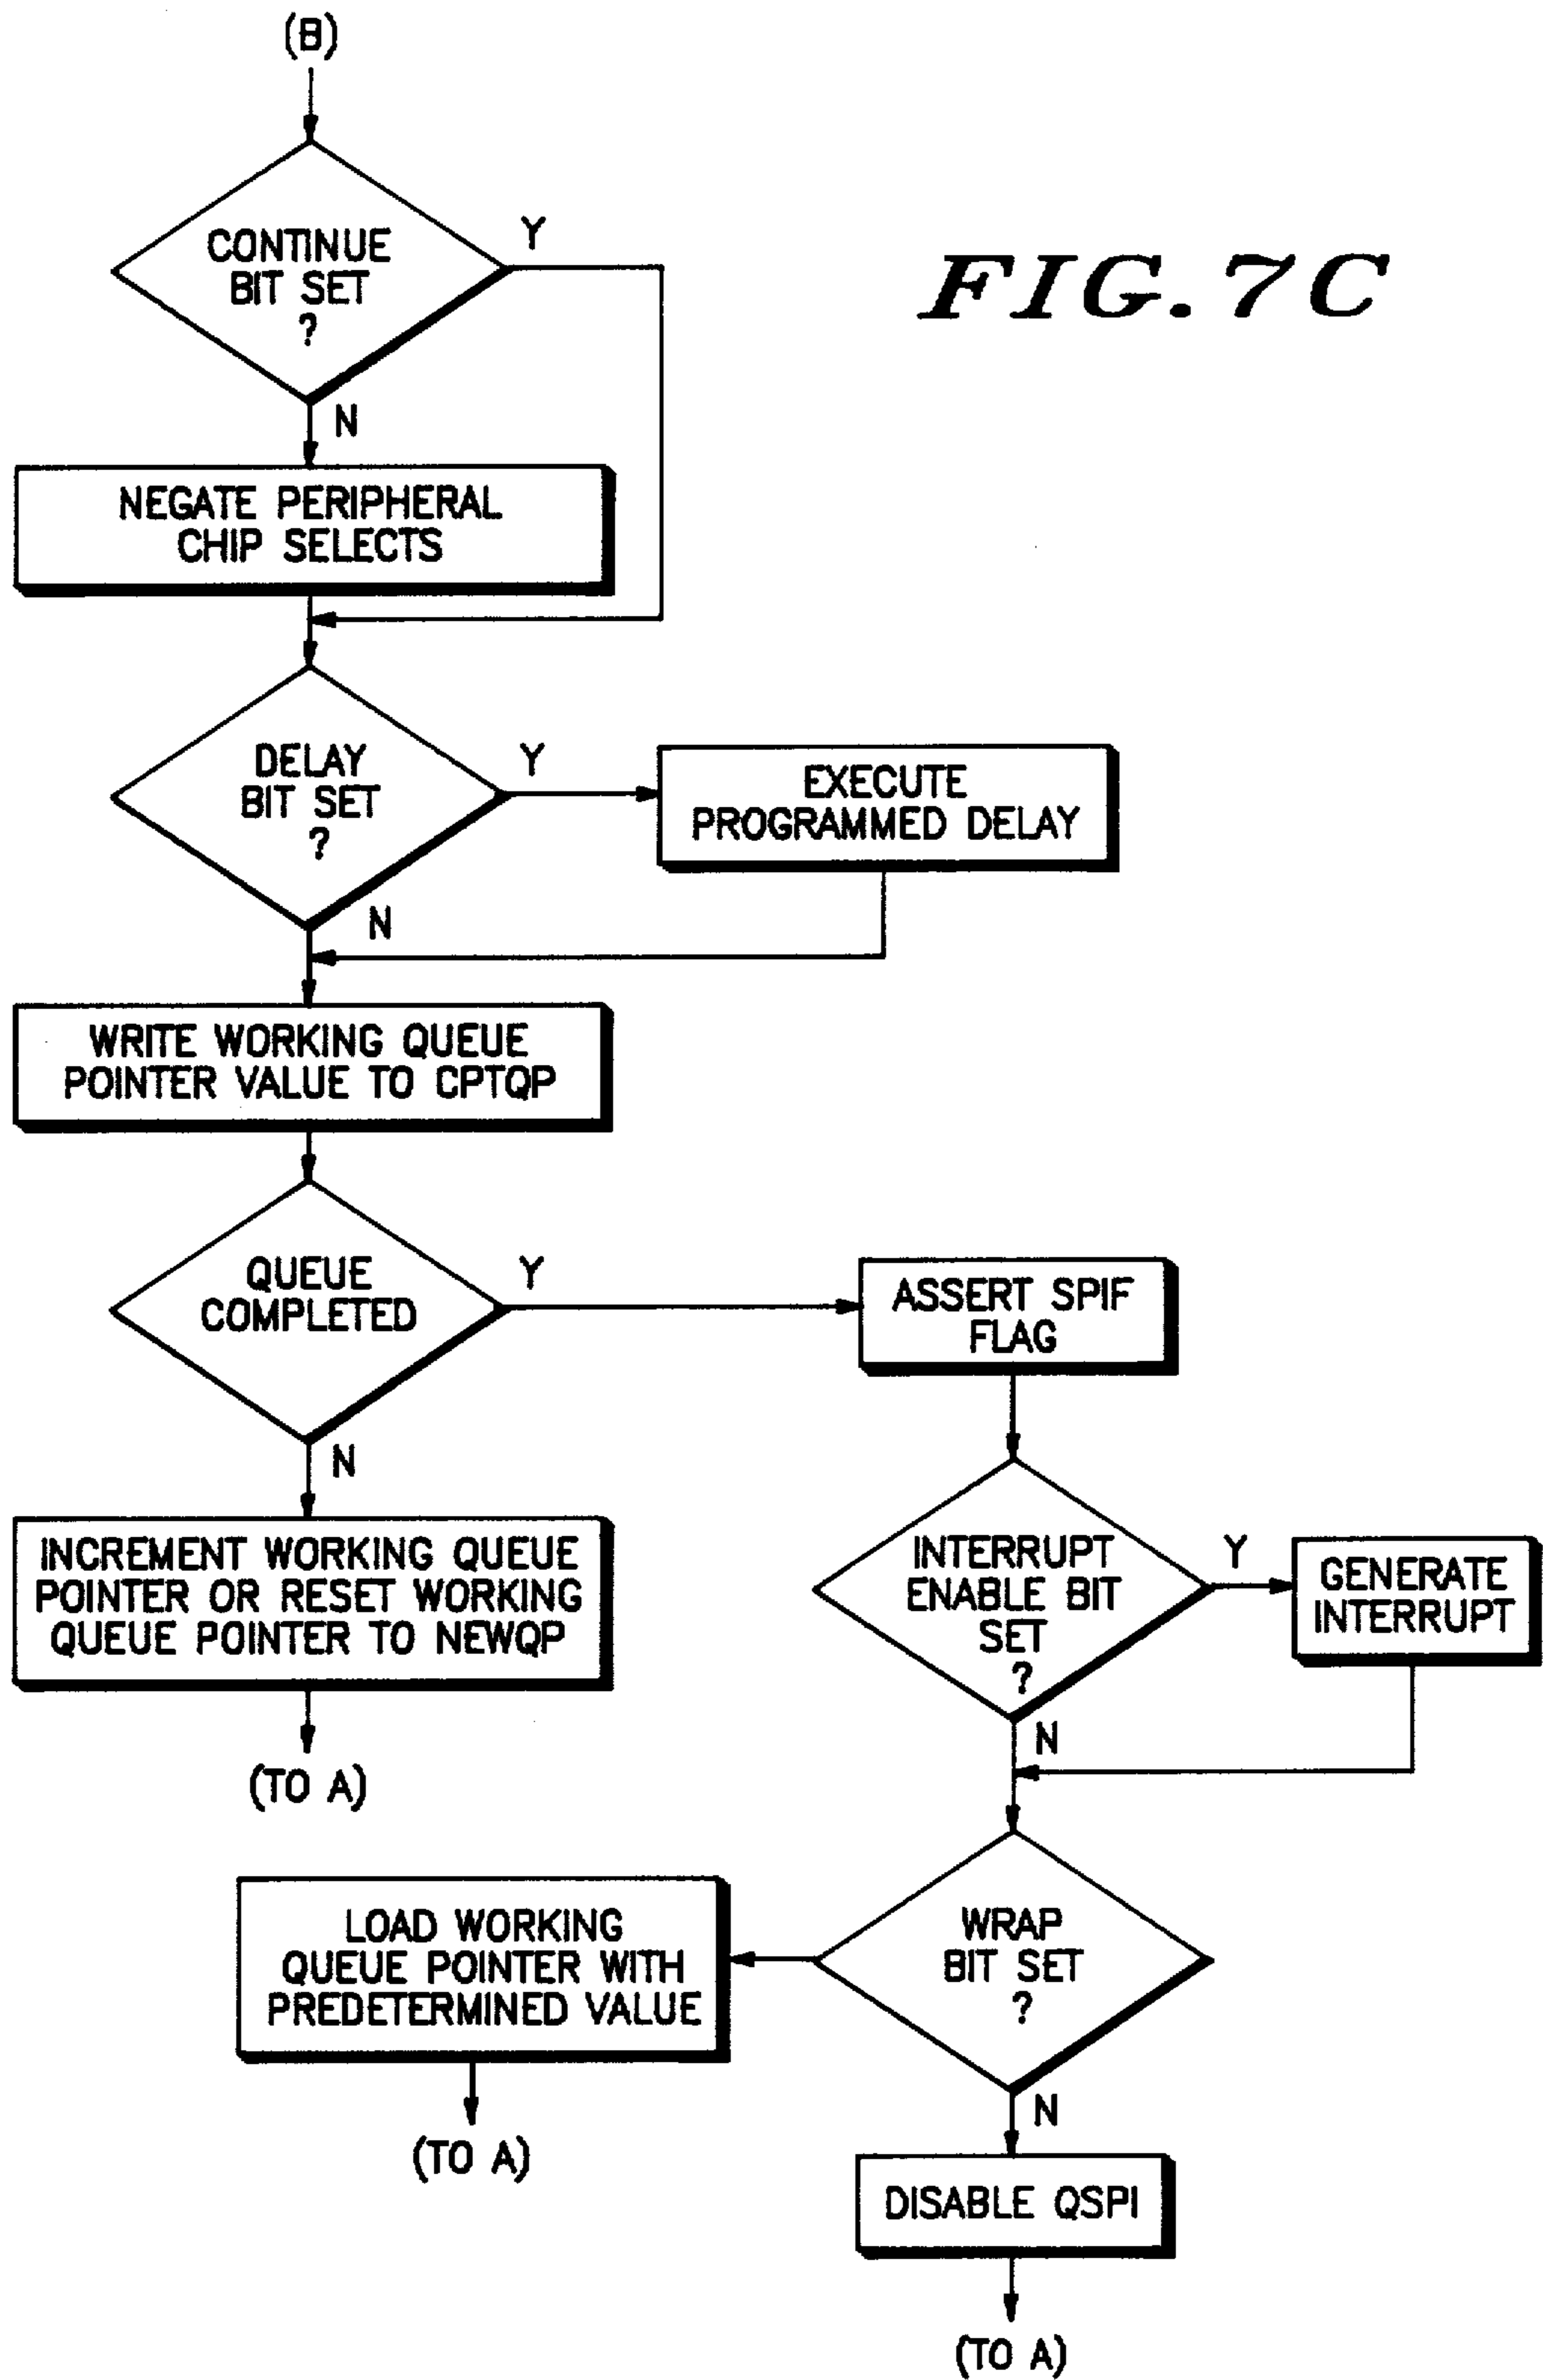 (B)
FIG. 7C
CONTINUE
BIT SET
?
Y
N
NEGATE PERIPHERAL
CHIP SELECTS
DELAY
BIT SET
?
Y
EXECUTE
PROGRAMMED DELAY
N
WRITE WORKING QUEUE
POINTER VALUE TO CPTQP
QUEUE
COMPLETED
Y
ASSERT SPIF
FLAG
N
INCREMENT WORKING QUEUE
POINTER OR RESET WORKING
QUEUE POINTER TO NEWQP
(TO A)
INTERRUPT
ENABLE BIT
SET
?
Y
GENERATE
INTERRUPT
N
WRAP
BIT SET
?
LOAD WORKING
QUEUE POINTER WITH
PREDETERMINED VALUE
(TO A)
N
DISABLE QSPI
(TO A)